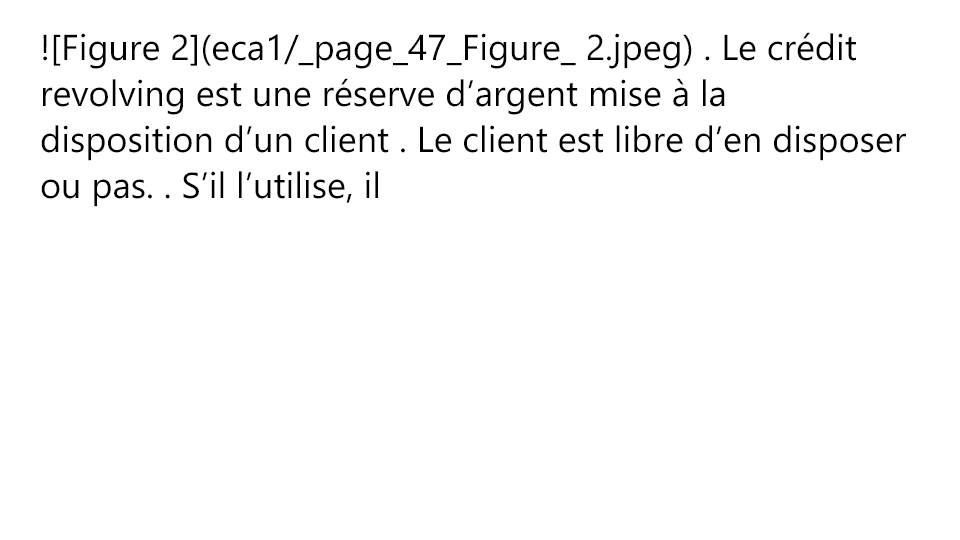 ![Figure 2](eca1/_page_47_Figure_ 2.jpeg) . Le crédit
revolving est une réserve d’argent mise à la
disposition d’un client . Le client est libre d’en disposer
ou pas. . S’il l’utilise, il